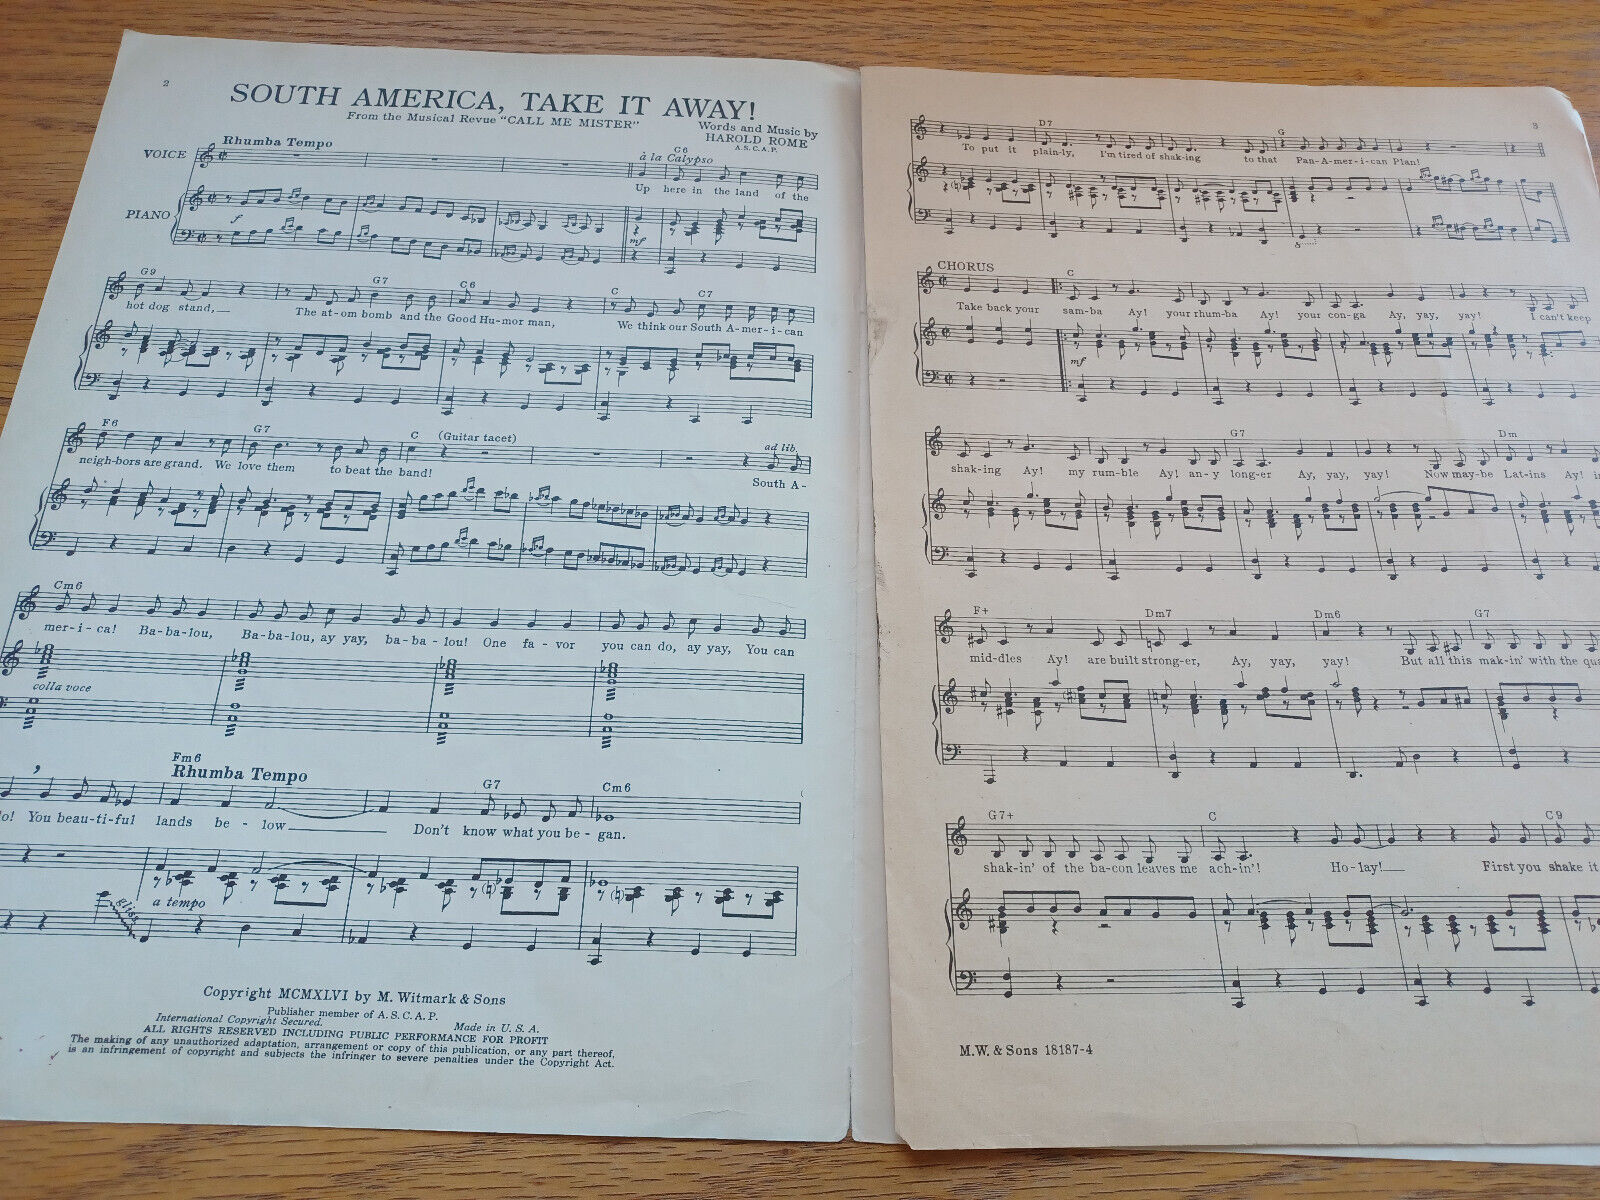 2
SOUTH AMERICA, TAKE IT AWAY!
From the Musical Revue "CALL ME MISTER"
Words and Music by
HAROLD ROME
A.S.C.A.P.
Rhumba Tempo
C6
à la Calypso
VOICE
Up here in the land of the
PIANO
f
mf
G9 G7 C6 C C7
hot dog stand, The at-om bomb and the Good Hu-mor man, We think our South A-mer-i-can
F6 G7 C (Guitar tacet) ad lib.
neigh-bors are grand. We love them to beat the band! South A-
Cm6
mer-i-ca! Ba-ba-lou, Ba-ba-lou, ay yay, ba-ba-lou! One fa-vor you can do, ay yay, You can
colla voce
Fm6
Rhumba Tempo
G7 Cm6
lo! You beau-ti-ful lands be-low Don't know what you be-gan.
gliss.
a tempo
Copyright MCMXLVI by M. Witmark & Sons
Publisher member of A.S.C.A.P.
International Copyright Secured. Made in U.S.A.
ALL RIGHTS RESERVED INCLUDING PUBLIC PERFORMANCE FOR PROFIT
The making of any unauthorized adaptation, arrangement or copy of this publication, or any part thereof,
is an infringement of copyright and subjects the infringer to severe penalties under the Copyright Act.
3
D7 G
To put it plain-ly, I'm tired of shak-ing to that Pan-A-mer-i-can Plan!
8
CHORUS
C
Take back your sam-ba Ay! your rhum-ba Ay! your con-ga Ay, yay, yay! I can't keep
mf
G7 Dm
shak-ing Ay! my rum-ble Ay! an-y long-er Ay, yay, yay! Now may-be Lat-ins Ay!
F+ Dm7 Dm6 G7
mid-dles Ay! are built strong-er, Ay, yay, yay! But all this mak-in' with the
G7+ C C9
shak-in' of the ba-con leaves me ach-in'! Ho-lay! First you shake it
M.W. & Sons 18187-4